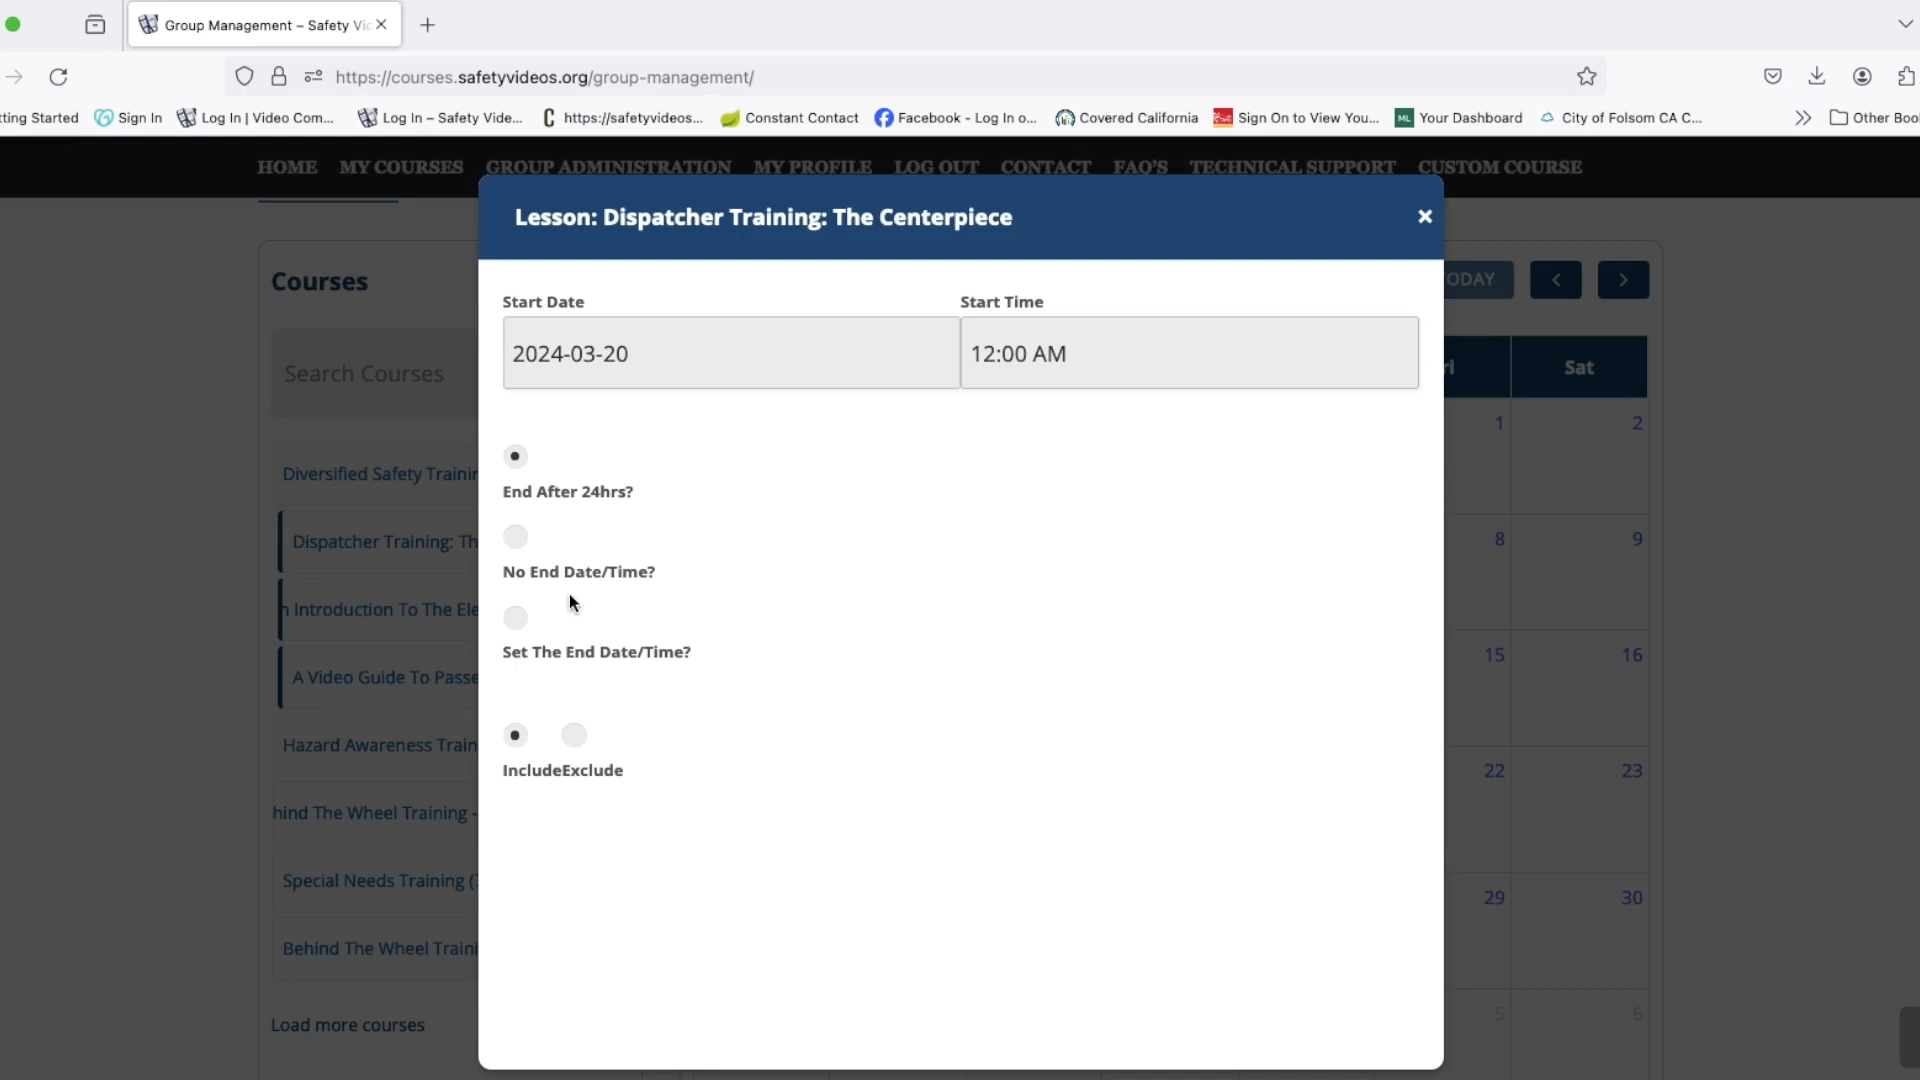 Group Management – Safety Vi
https://courses.safetyvideos.org/group-management/
tting Started Sign In Log In | Video Com... Log In – Safety Vide... https://safetyvideos... Constant Contact Facebook - Log In o... Covered California Sign On to View You... ML Your Dashboard City of Folsom CA C... Other Boo
HOME MY COURSES GROUP ADMINISTRATION MY PROFILE LOG OUT CONTACT FAQ'S TECHNICAL SUPPORT CUSTOM COURSE
Lesson: Dispatcher Training: The Centerpiece
Courses
ODAY
Start Date Start Time
2024-03-20 12:00 AM
Search Courses
ri Sat
1 2
Diversified Safety Trainin
End After 24hrs?
Dispatcher Training: Th
8 9
No End Date/Time?
n Introduction To The Ele
Set The End Date/Time?
15 16
A Video Guide To Passe
Hazard Awareness Train
IncludeExclude
22 23
hind The Wheel Training -
Special Needs Training (
29 30
Behind The Wheel Traini
Load more courses
5 6